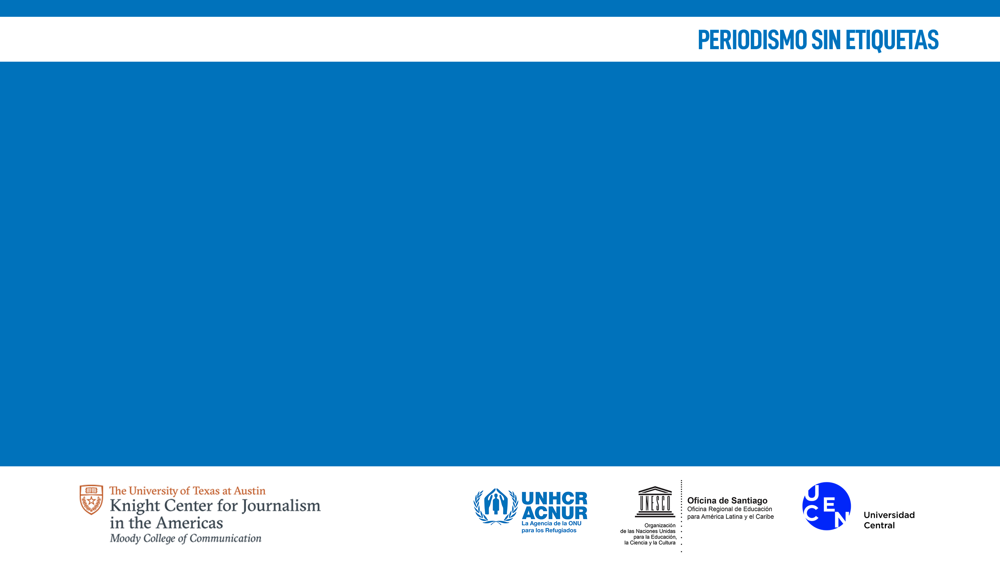 PERIODISMO SIN ETIQUETAS
The University of Texas at Austin
Knight Center for Journalism
in the Americas
Moody College of Communication
UNHCR
ACNUR
La Agencia de la ONU
para los Refugiados
UNESCO
Organización
de las Naciones Unidas
para la Educación,
la Ciencia y la Cultura
Oficina de Santiago
Oficina Regional de Educación
para América Latina y el Caribe
U
CEN
Universidad
Central